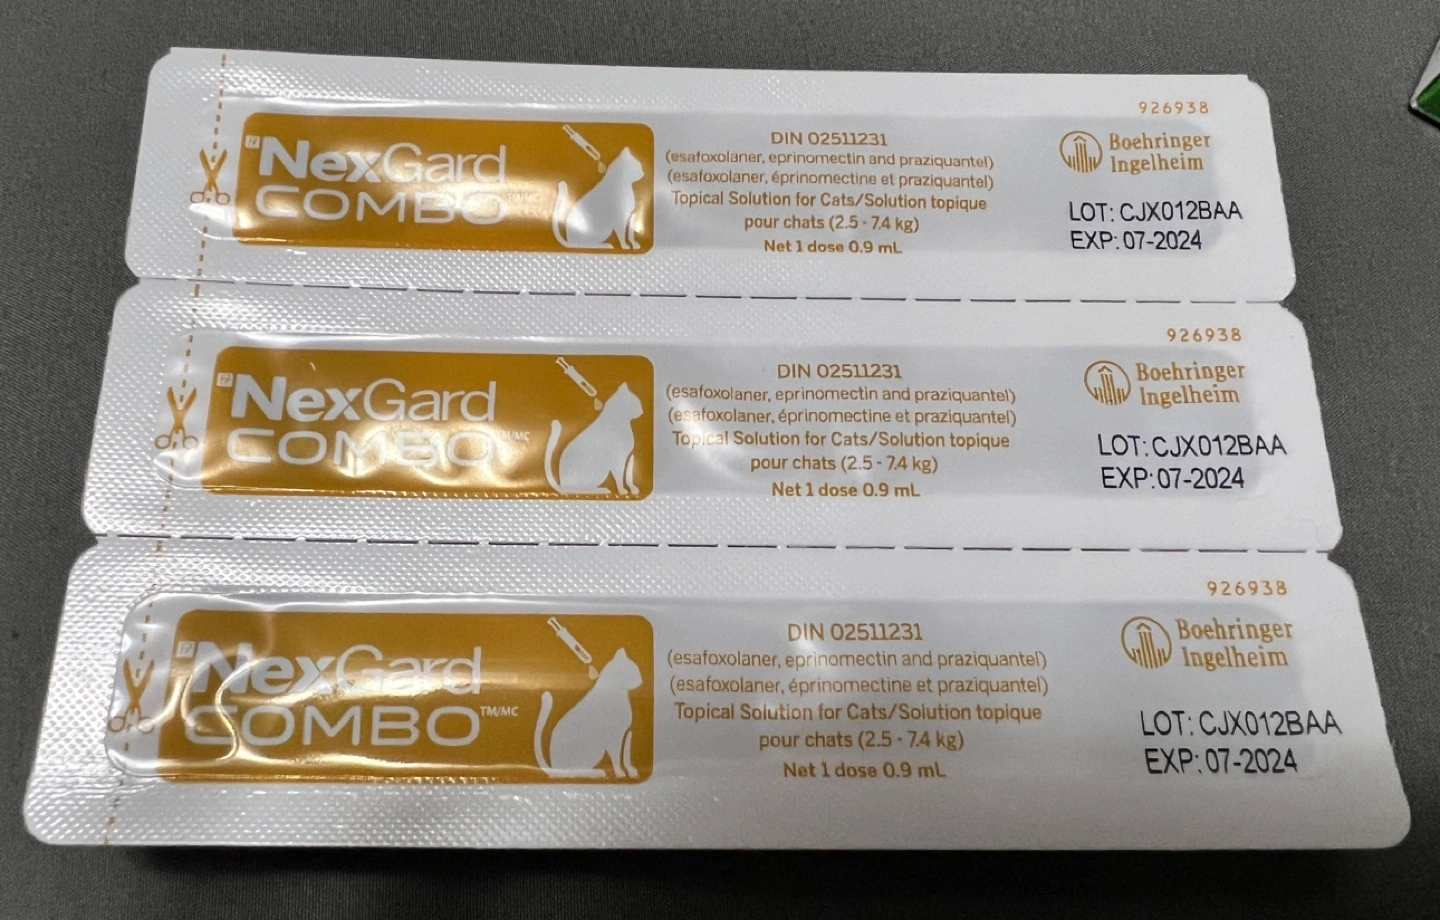 926938
NexGard
COMBO
DIN 02511231
(esafoxolaner, eprinomectin and praziquantel)
(esafoxolaner, éprinomectine et praziquantel)
Topical Solution for Cats/Solution topique
pour chats (2.5 - 7.4 kg)
Net 1 dose 0.9 mL
Boehringer
Ingelheim
LOT: CJX012BAA
EXP: 07-2024
926938
NexGard
COMBO TM/MC
DIN 02511231
(esafoxolaner, eprinomectin and praziquantel)
(esafoxolaner, éprinomectine et praziquantel)
Topical Solution for Cats/Solution topique
pour chats (2.5 - 7.4 kg)
Net 1 dose 0.9 mL
Boehringer
Ingelheim
LOT: CJX012BAA
EXP: 07-2024
926938
NexGard
COMBO TM/MC
DIN 02511231
(esafoxolaner, eprinomectin and praziquantel)
(esafoxolaner, éprinomectine et praziquantel)
Topical Solution for Cats/Solution topique
pour chats (2.5 - 7.4 kg)
Net 1 dose 0.9 mL
Boehringer
Ingelheim
LOT: CJX012BAA
EXP: 07-2024